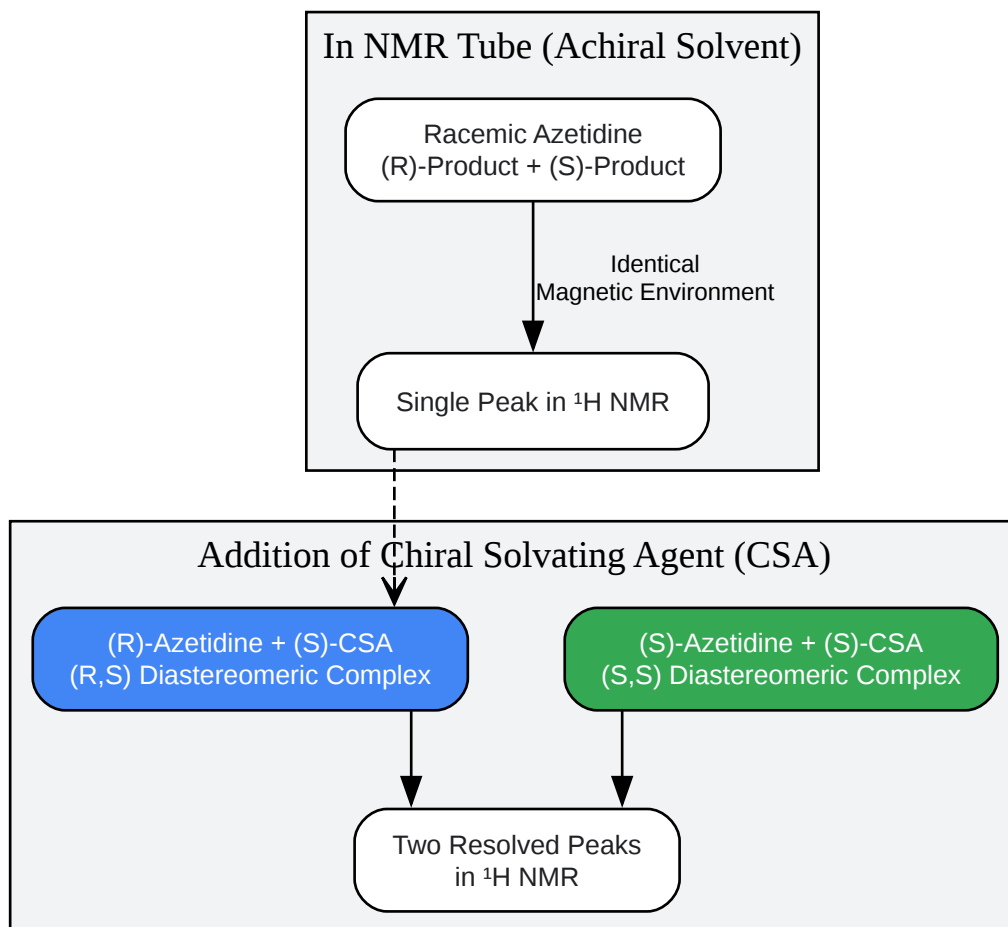 In NMR Tube (Achiral Solvent)
Racemic Azetidine
(R)-Product + (S)-Product
Identical
Magnetic Environment
Single Peak in ¹H NMR
Addition of Chiral Solvating Agent (CSA)
(R)-Azetidine + (S)-CSA
(R,S) Diastereomeric Complex
(S)-Azetidine + (S)-CSA
(S,S) Diastereomeric Complex
Two Resolved Peaks
in ¹H NMR